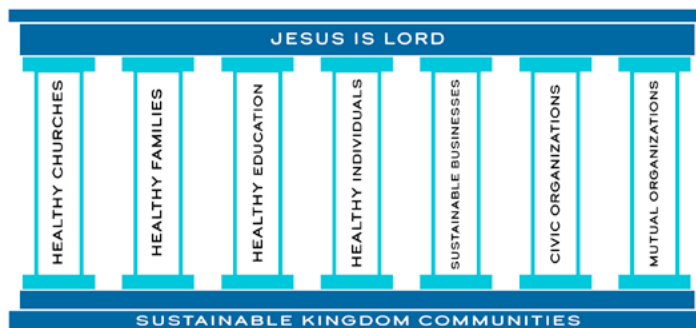 JESUS IS LORD
HEALTHY CHURCHES
HEALTHY FAMILIES
HEALTHY EDUCATION
HEALTHY INDIVIDUALS
SUSTAINABLE BUSINESSES
CIVIC ORGANIZATIONS
MUTUAL ORGANIZATIONS
SUSTAINABLE KINGDOM COMMUNITIES